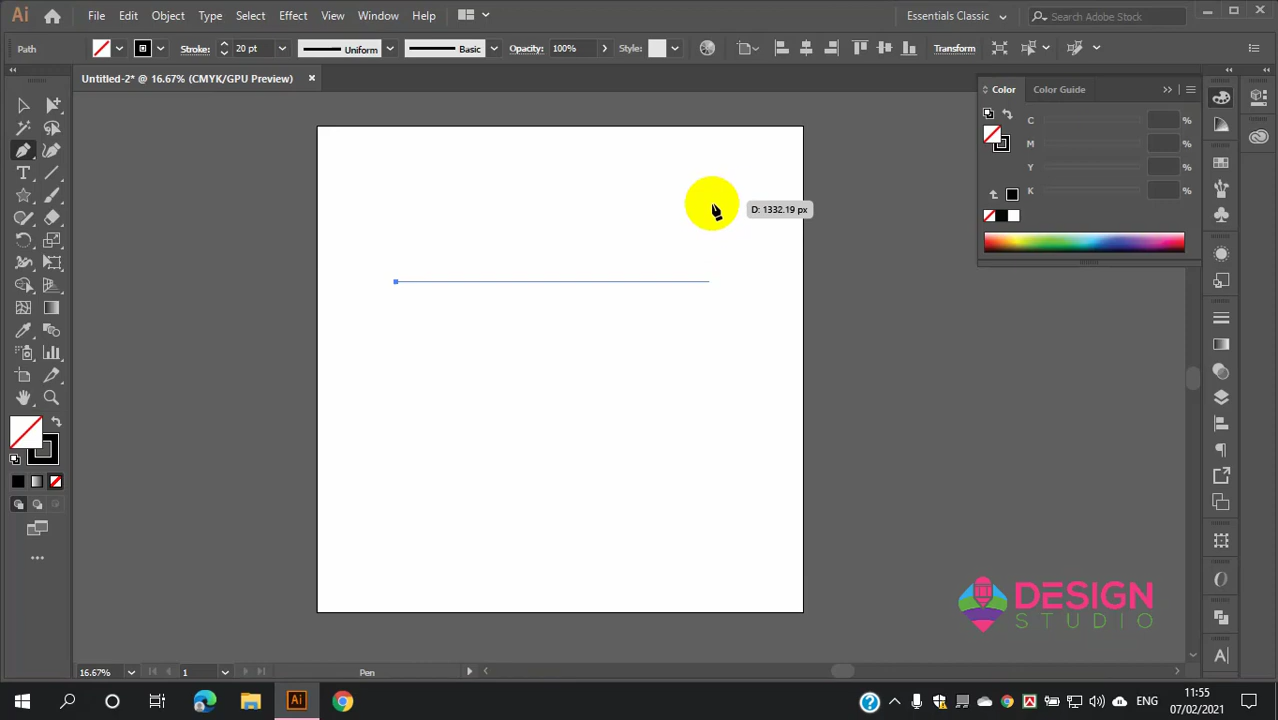 Ai File Edit Object Type Select Effect View Window Help Essentials Classic Search Adobe Stock
Path Stroke: 20 pt Uniform Basic Opacity: 100% Style: Transform
Untitled-2* @ 16.67% (CMYK/GPU Preview)
Color Color Guide
C %
M %
Y %
K %
D: 1332.19 px
DESIGN
STUDIO
16.67% 1 Pen
Ai ENG 11:55
07/02/2021